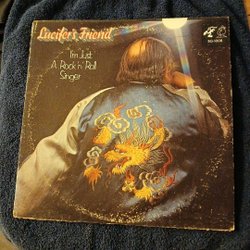 Lucifer's Friend
I'm Just
A Rock 'n' Roll
Singer